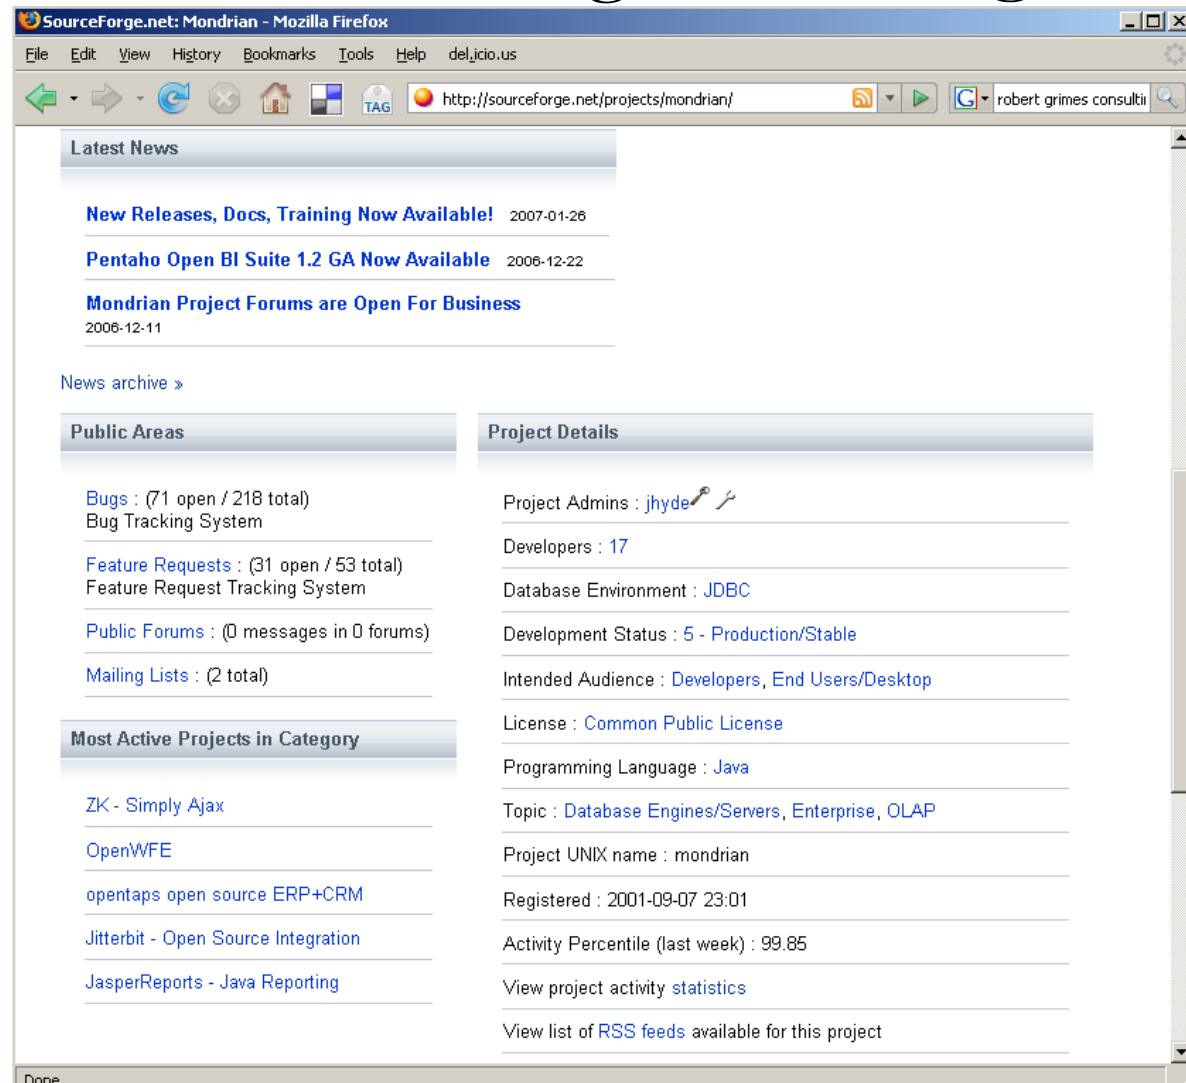 SourceForge.net: Mondrian - Mozilla Firefox
File Edit View History Bookmarks Tools Help del.icio.us
TAG http://sourceforge.net/projects/mondrian/ G robert grimes consultin
Latest News
New Releases, Docs, Training Now Available! 2007-01-26
Pentaho Open BI Suite 1.2 GA Now Available 2006-12-22
Mondrian Project Forums are Open For Business
2006-12-11
News archive »
Public Areas
Bugs : (71 open / 218 total)
Bug Tracking System
Feature Requests : (31 open / 53 total)
Feature Request Tracking System
Public Forums : (0 messages in 0 forums)
Mailing Lists : (2 total)
Most Active Projects in Category
ZK - Simply Ajax
OpenWFE
opentaps open source ERP+CRM
Jitterbit - Open Source Integration
JasperReports - Java Reporting
Project Details
Project Admins : jhyde
Developers : 17
Database Environment : JDBC
Development Status : 5 - Production/Stable
Intended Audience : Developers, End Users/Desktop
License : Common Public License
Programming Language : Java
Topic : Database Engines/Servers, Enterprise, OLAP
Project UNIX name : mondrian
Registered : 2001-09-07 23:01
Activity Percentile (last week) : 99.85
View project activity statistics
View list of RSS feeds available for this project
Done